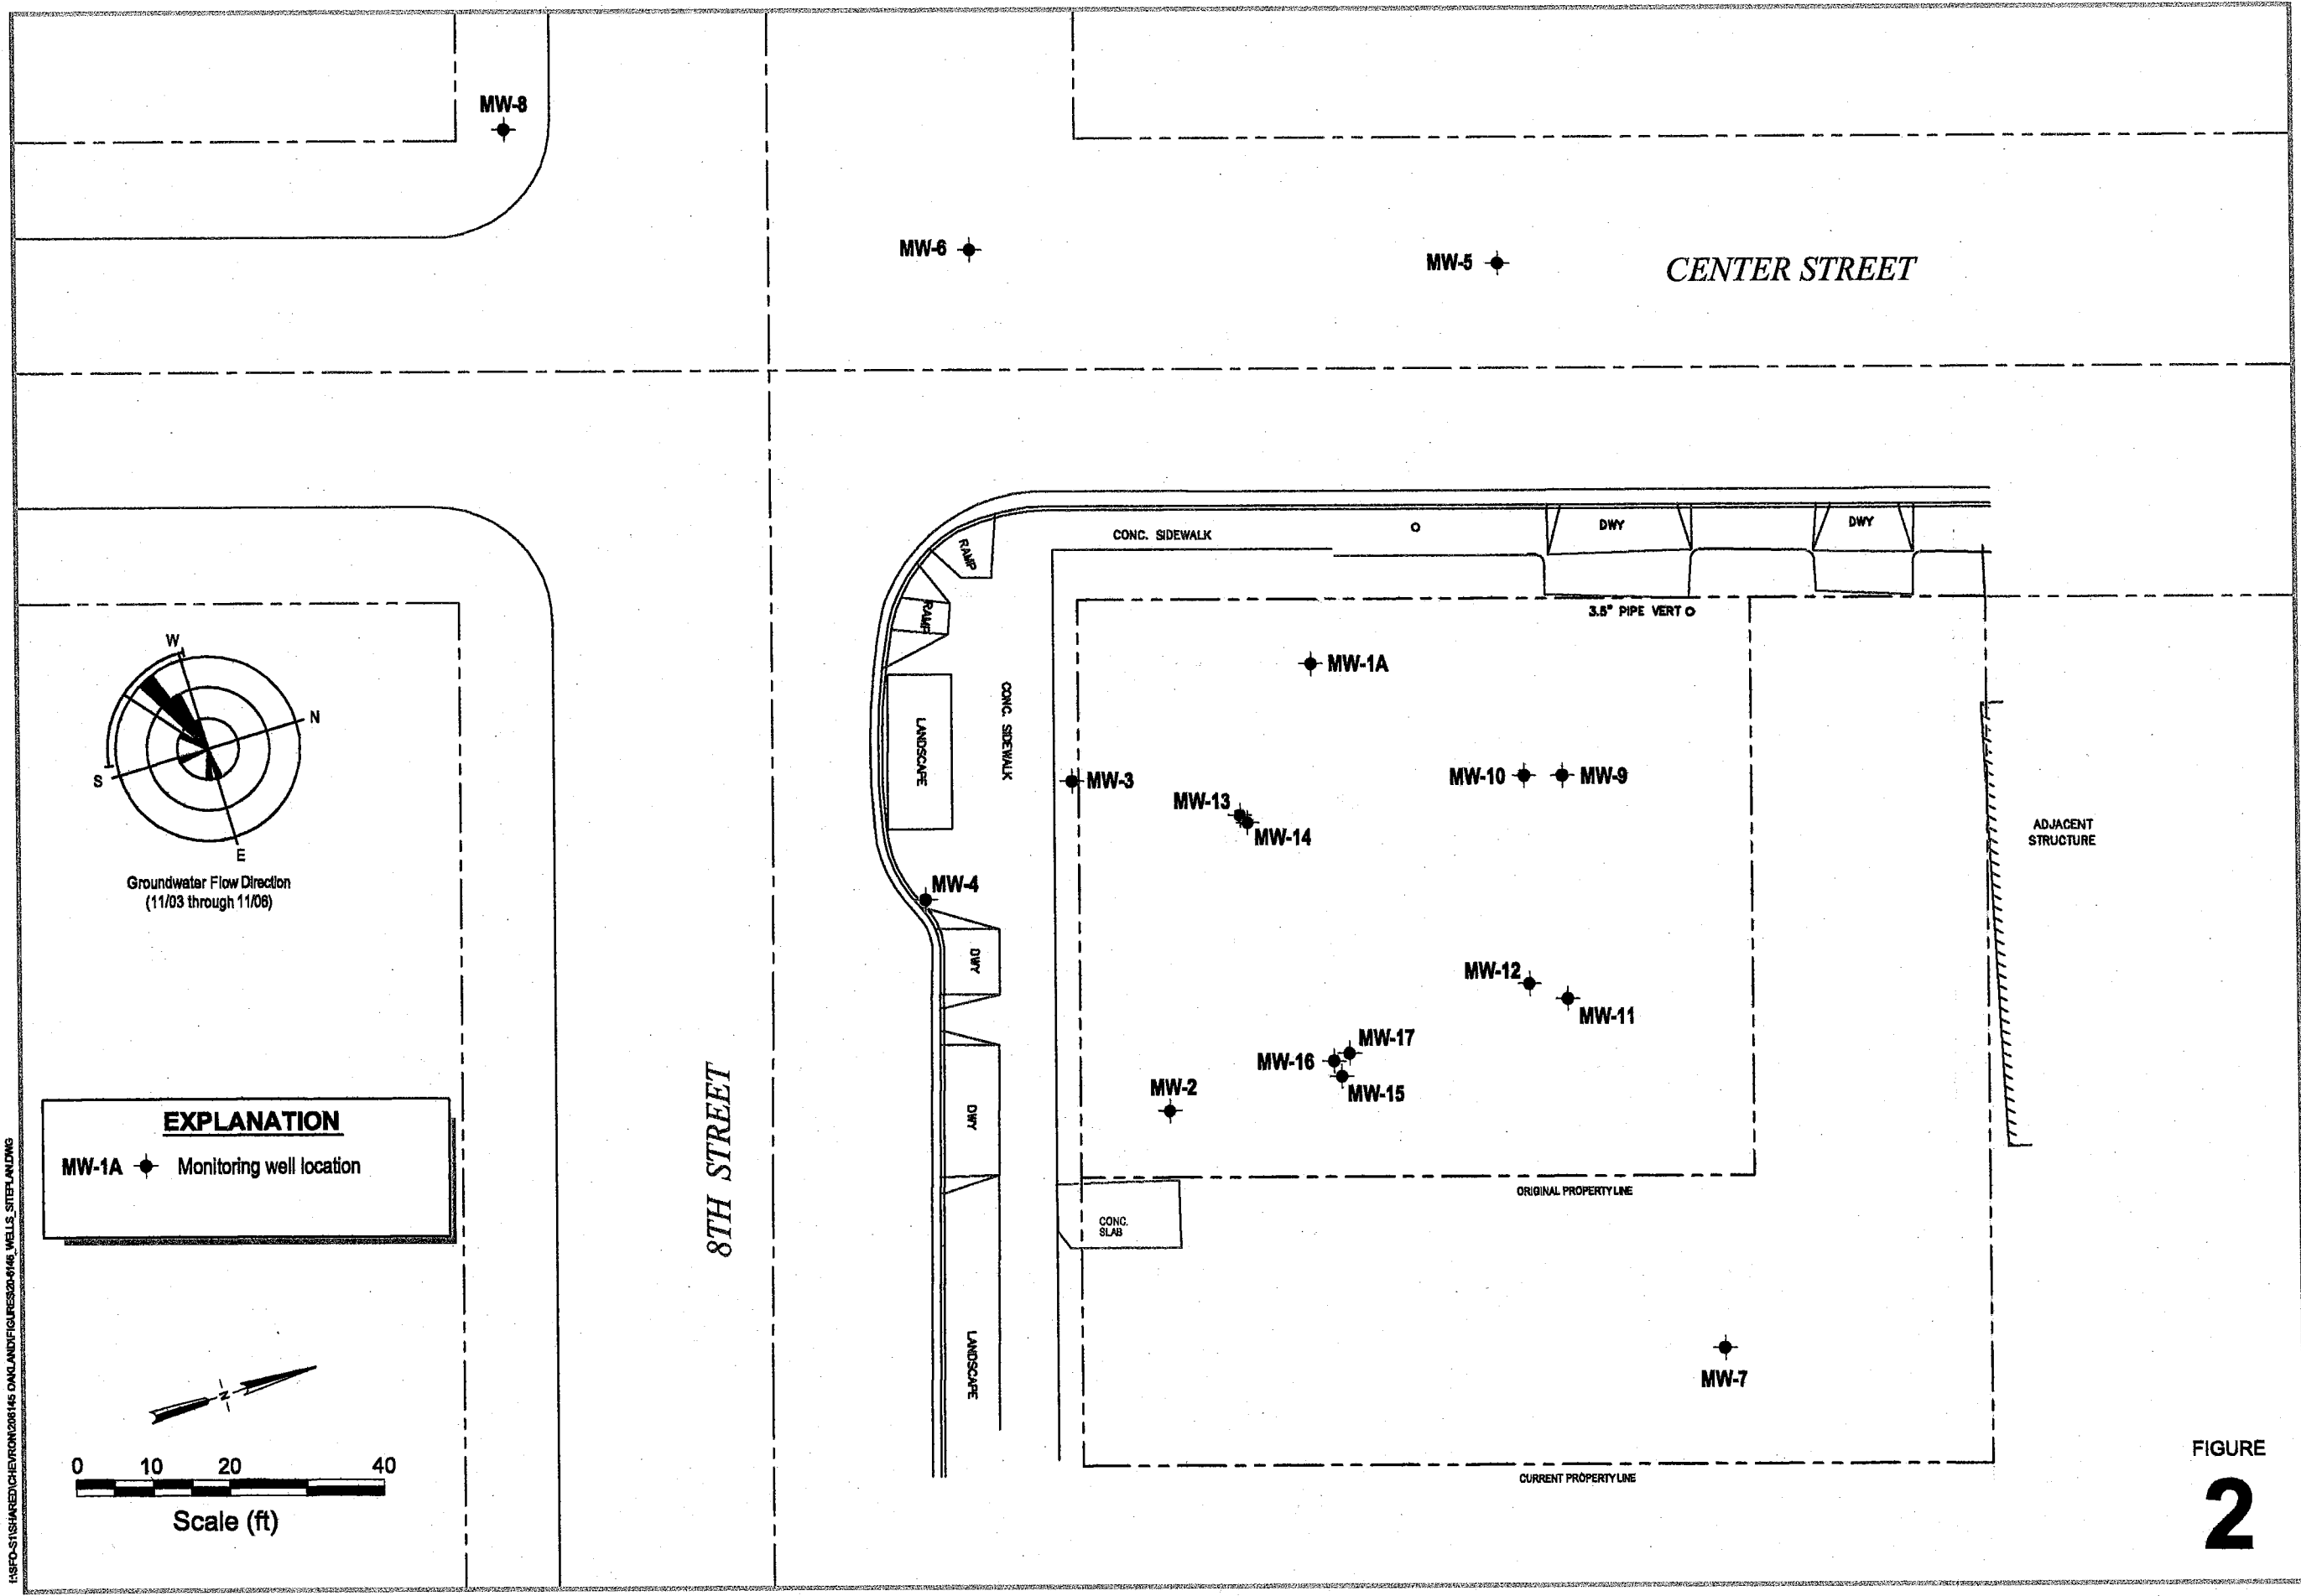 MW-8
MW-6
MW-5
CENTER STREET
CONC. SIDEWALK
DWY
DWY
RAMP
RAMP
3.5" PIPE VERT
W
N
S
E
MW-1A
CONC. SIDEWALK
LANDSCAPE
MW-3
MW-10
MW-9
MW-13
MW-14
ADJACENT
STRUCTURE
Groundwater Flow Direction
(11/03 through 11/06)
MW-4
DWY
MW-12
MW-11
MW-17
MW-16
MW-15
MW-2
8TH STREET
DWY
EXPLANATION
MW-1A Monitoring well location
ORIGINAL PROPERTY LINE
CONC.
SLAB
LANDSCAPE
MW-7
N
0 10 20 40
Scale (ft)
CURRENT PROPERTY LINE
FIGURE
2